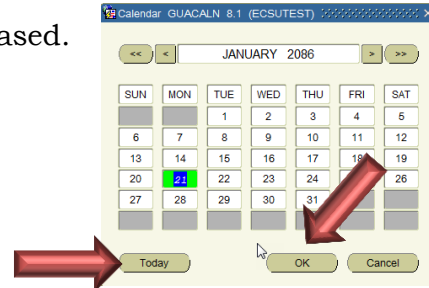 Calendar GUACALN 8.1 (ECSUTEST)
ased.
<< < JANUARY 2086 > >>
SUN MON TUE WED THU FRI SAT
1 2 3 4 5
6 7 8 9 10 11 12
13 14 15 16 17 18 19
20 21 22 23 24 26
27 28 29 30 31
Today OK Cancel